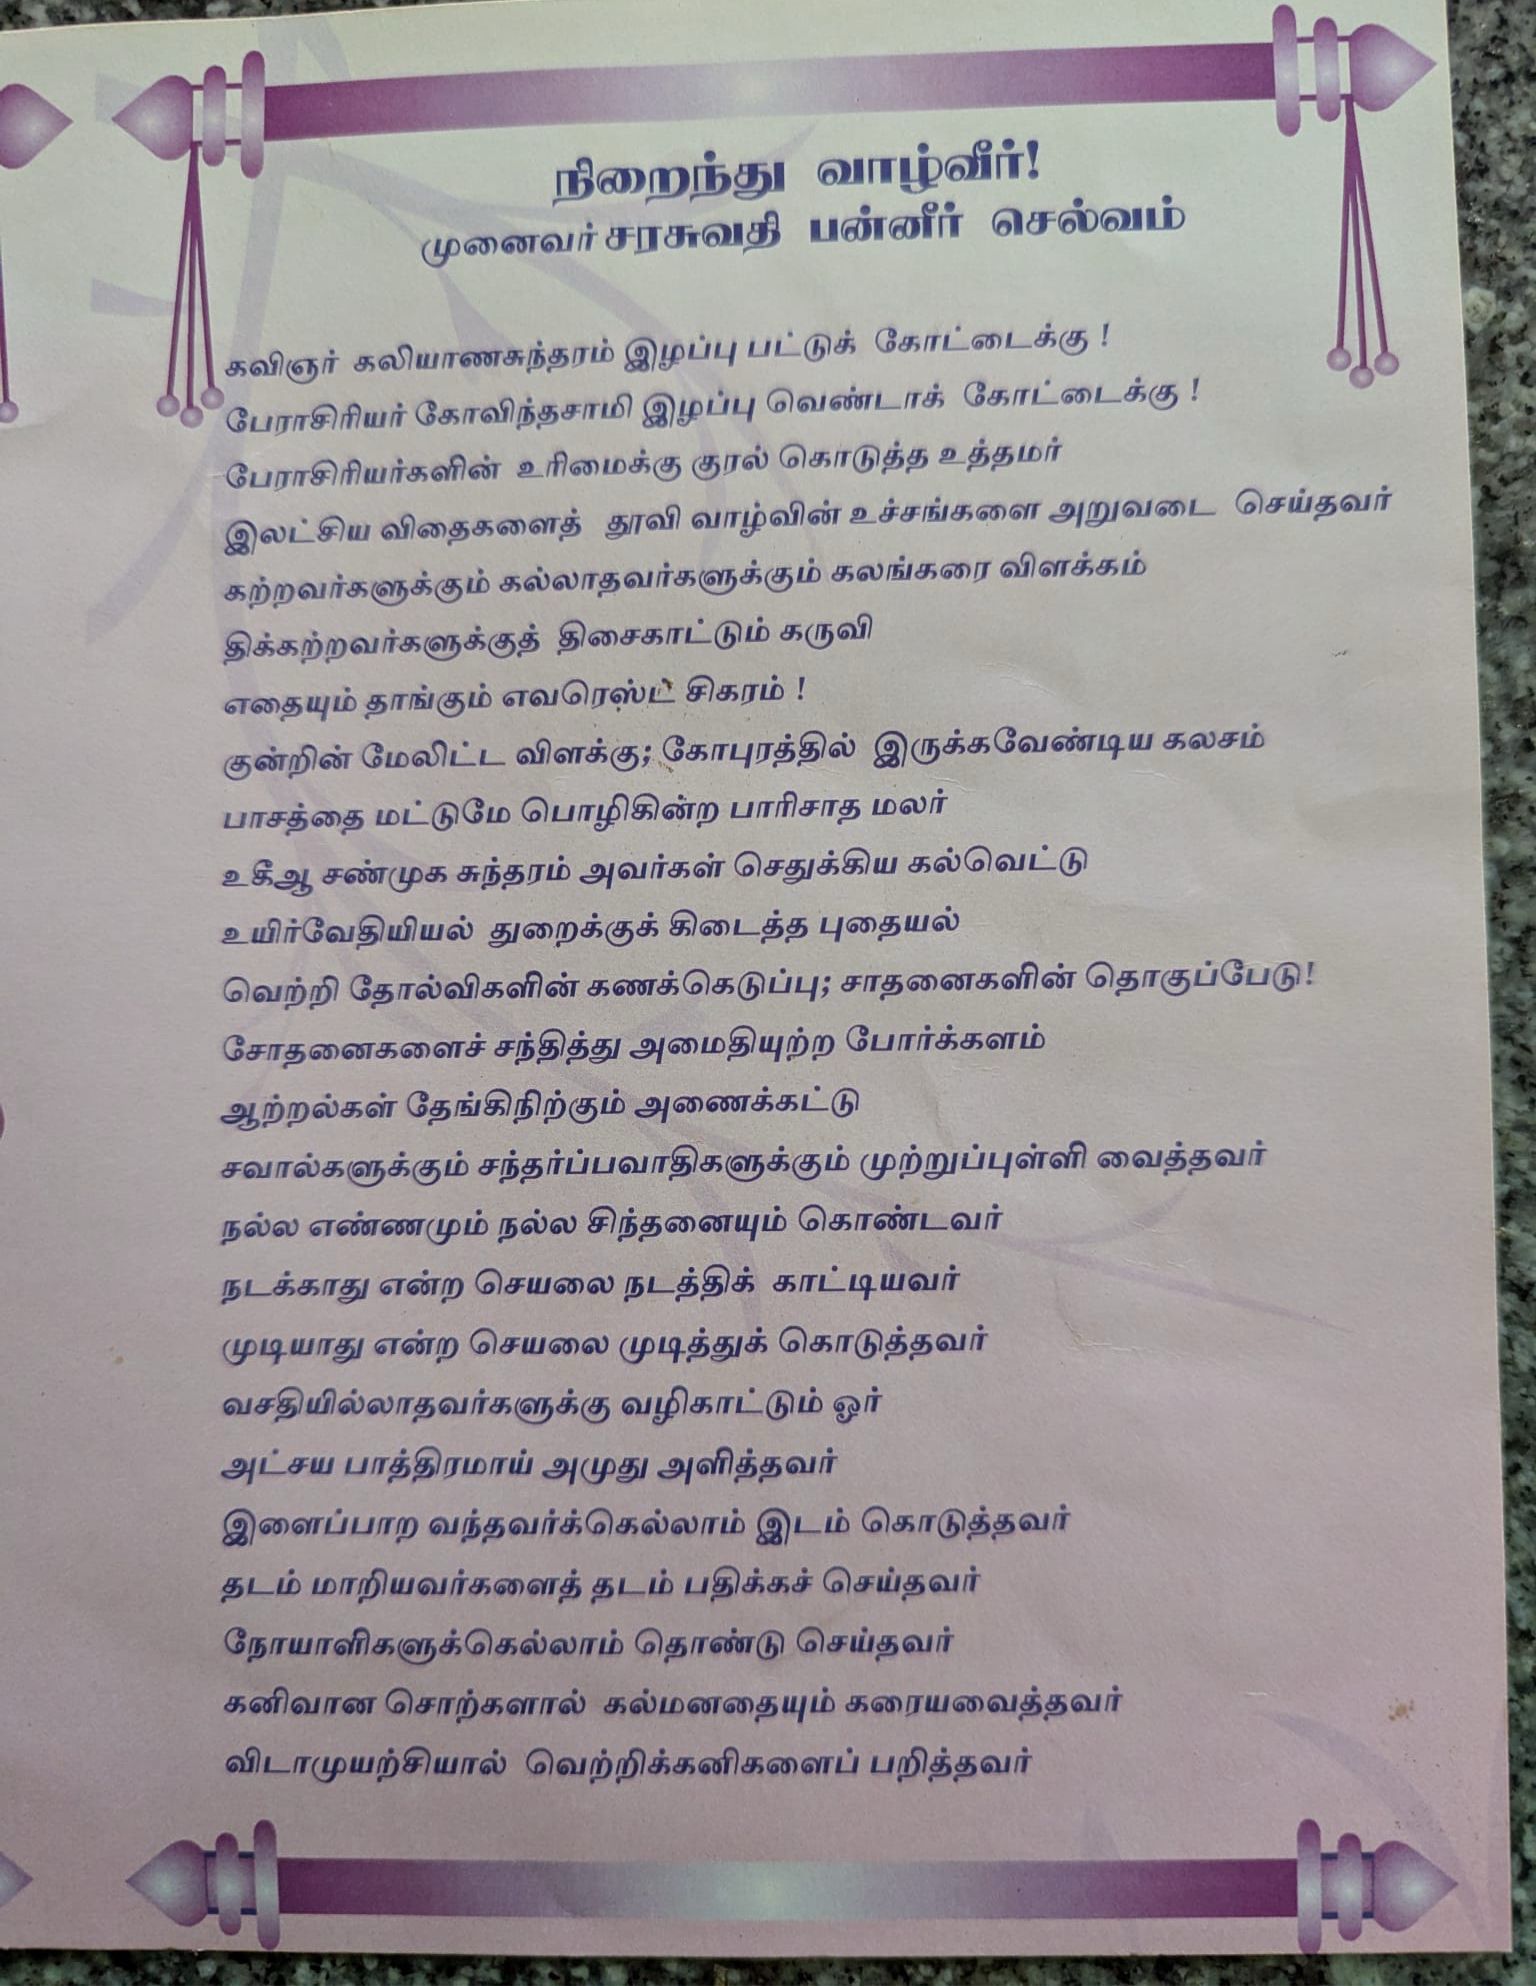 நிறைந்து வாழ்வீர்!
முனைவர் சரசுவதி பன்னீர் செல்வம்
கவிஞர் கலியாணசுந்தரம் இழப்பு பட்டுக் கோட்டைக்கு !
பேராசிரியர் கோவிந்தசாமி இழப்பு வெண்டாக் கோட்டைக்கு !
பேராசிரியர்களின் உரிமைக்கு குரல் கொடுத்த உத்தமர்
இலட்சிய விதைகளைத் தூவி வாழ்வின் உச்சங்களை அறுவடை செய்தவர்
கற்றவர்களுக்கும் கல்லாதவர்களுக்கும் கலங்கரை விளக்கம்
திக்கற்றவர்களுக்குத் திசைகாட்டும் கருவி
எதையும் தாங்கும் எவரெஸ்ட் சிகரம் !
குன்றின் மேலிட்ட விளக்கு; கோபுரத்தில் இருக்கவேண்டிய கலசம்
பாசத்தை மட்டுமே பொழிகின்ற பாரிசாத மலர்
உகீஆ சண்முக சுந்தரம் அவர்கள் செதுக்கிய கல்வெட்டு
உயிர்வேதியியல் துறைக்குக் கிடைத்த புதையல்
வெற்றி தோல்விகளின் கணக்கெடுப்பு; சாதனைகளின் தொகுப்பேடு!
சோதனைகளைச் சந்தித்து அமைதியுற்ற போர்க்களம்
ஆற்றல்கள் தேங்கிநிற்கும் அணைக்கட்டு
சவால்களுக்கும் சந்தர்ப்பவாதிகளுக்கும் முற்றுப்புள்ளி வைத்தவர்
நல்ல எண்ணமும் நல்ல சிந்தனையும் கொண்டவர்
நடக்காது என்ற செயலை நடத்திக் காட்டியவர்
முடியாது என்ற செயலை முடித்துக் கொடுத்தவர்
வசதியில்லாதவர்களுக்கு வழிகாட்டும் ஓர்
அட்சய பாத்திரமாய் அமுது அளித்தவர்
இளைப்பாற வந்தவர்க்கெல்லாம் இடம் கொடுத்தவர்
தடம் மாறியவர்களைத் தடம் பதிக்கச் செய்தவர்
நோயாளிகளுக்கெல்லாம் தொண்டு செய்தவர்
கனிவான சொற்களால் கல்மனதையும் கரையவைத்தவர்
விடாமுயற்சியால் வெற்றிக்கனிகளைப் பறித்தவர்